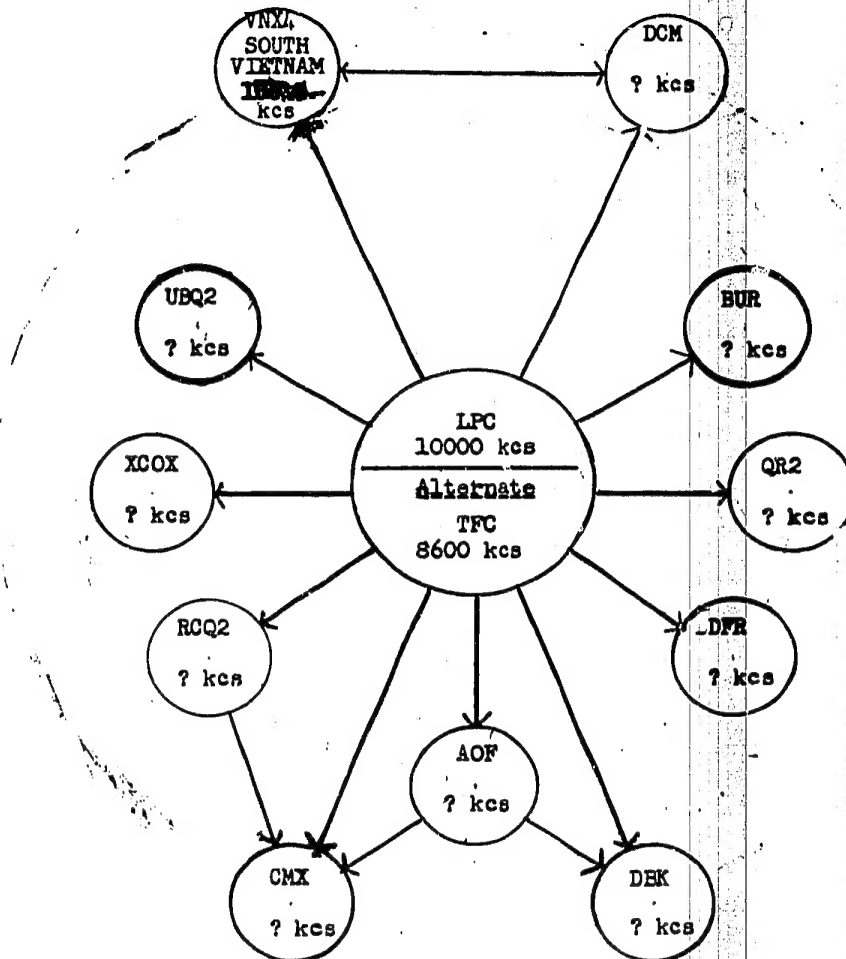 VNX4
SOUTH
VIETNAM
kcs
DCM
? kcs
UBQ2
? kcs
BUR
? kcs
LPC
10000 kcs
Alternate
TFC
8600 kcs
XCOX
? kcs
QR2
? kcs
RCQ2
? kcs
DFR
? kcs
AOF
? kcs
CMX
? kcs
DBK
? kcs